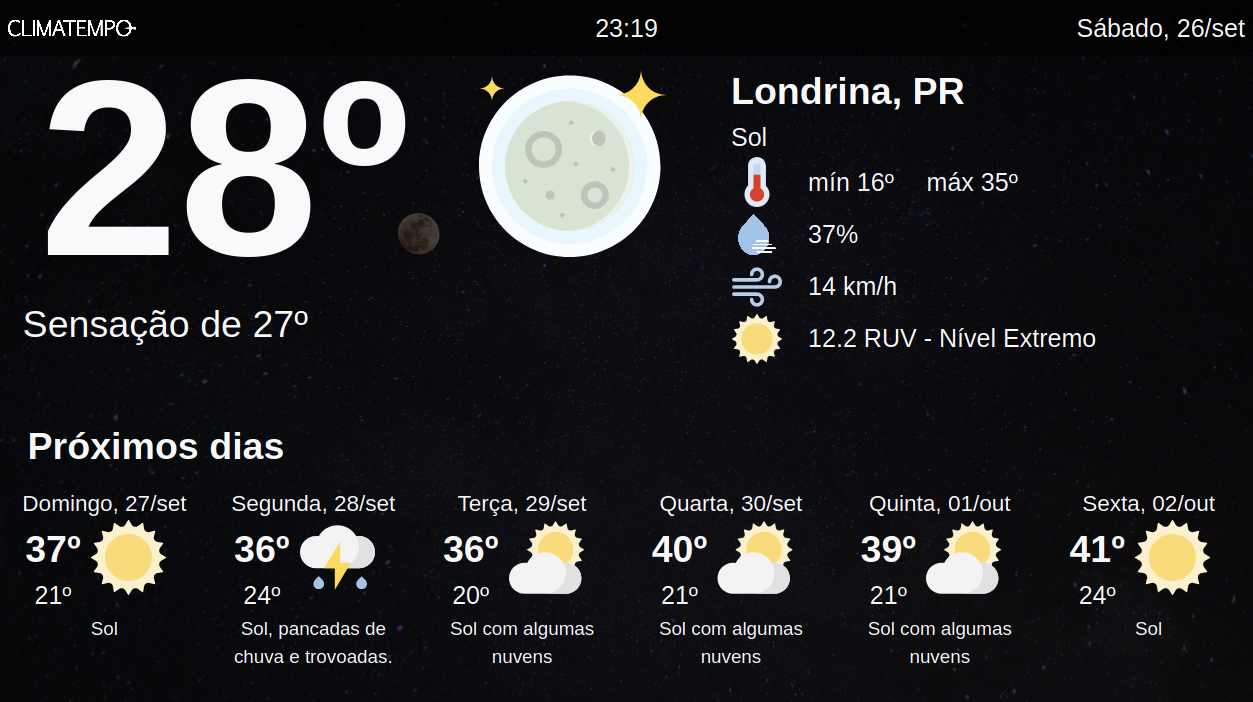 CLIMATEMPO
23:19
Sábado, 26/set
28º
Sensação de 27º
Londrina, PR
Sol
mín 16º máx 35º
37%
14 km/h
12.2 RUV - Nível Extremo
Próximos dias
Domingo, 27/set
37º
21º
Sol
Segunda, 28/set
36º
24º
Sol, pancadas de
chuva e trovoadas.
Terça, 29/set
36º
20º
Sol com algumas
nuvens
Quarta, 30/set
40º
21º
Sol com algumas
nuvens
Quinta, 01/out
39º
21º
Sol com algumas
nuvens
Sexta, 02/out
41º
24º
Sol